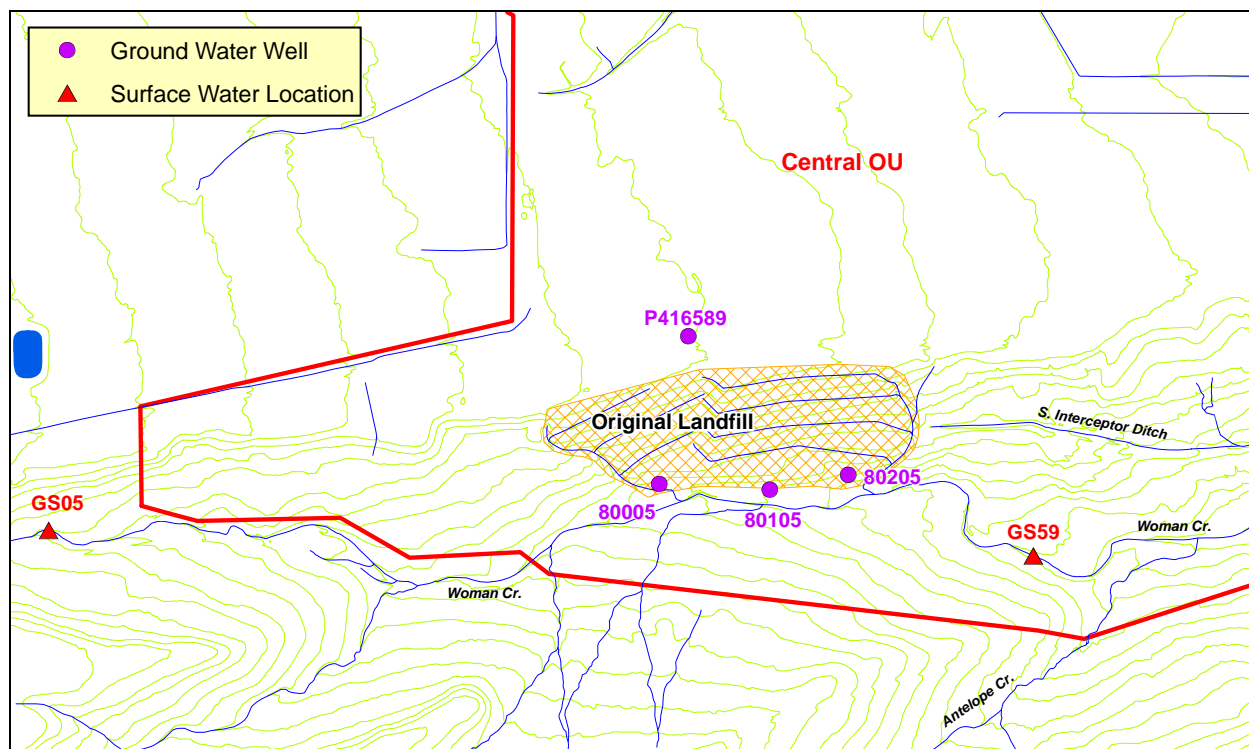 Ground Water Well
Surface Water Location
Central OU
P416589
Original Landfill
S. Interceptor Ditch
80205
GS05
80005
80105
GS59
Woman Cr.
Woman Cr.
Antelope Cr.